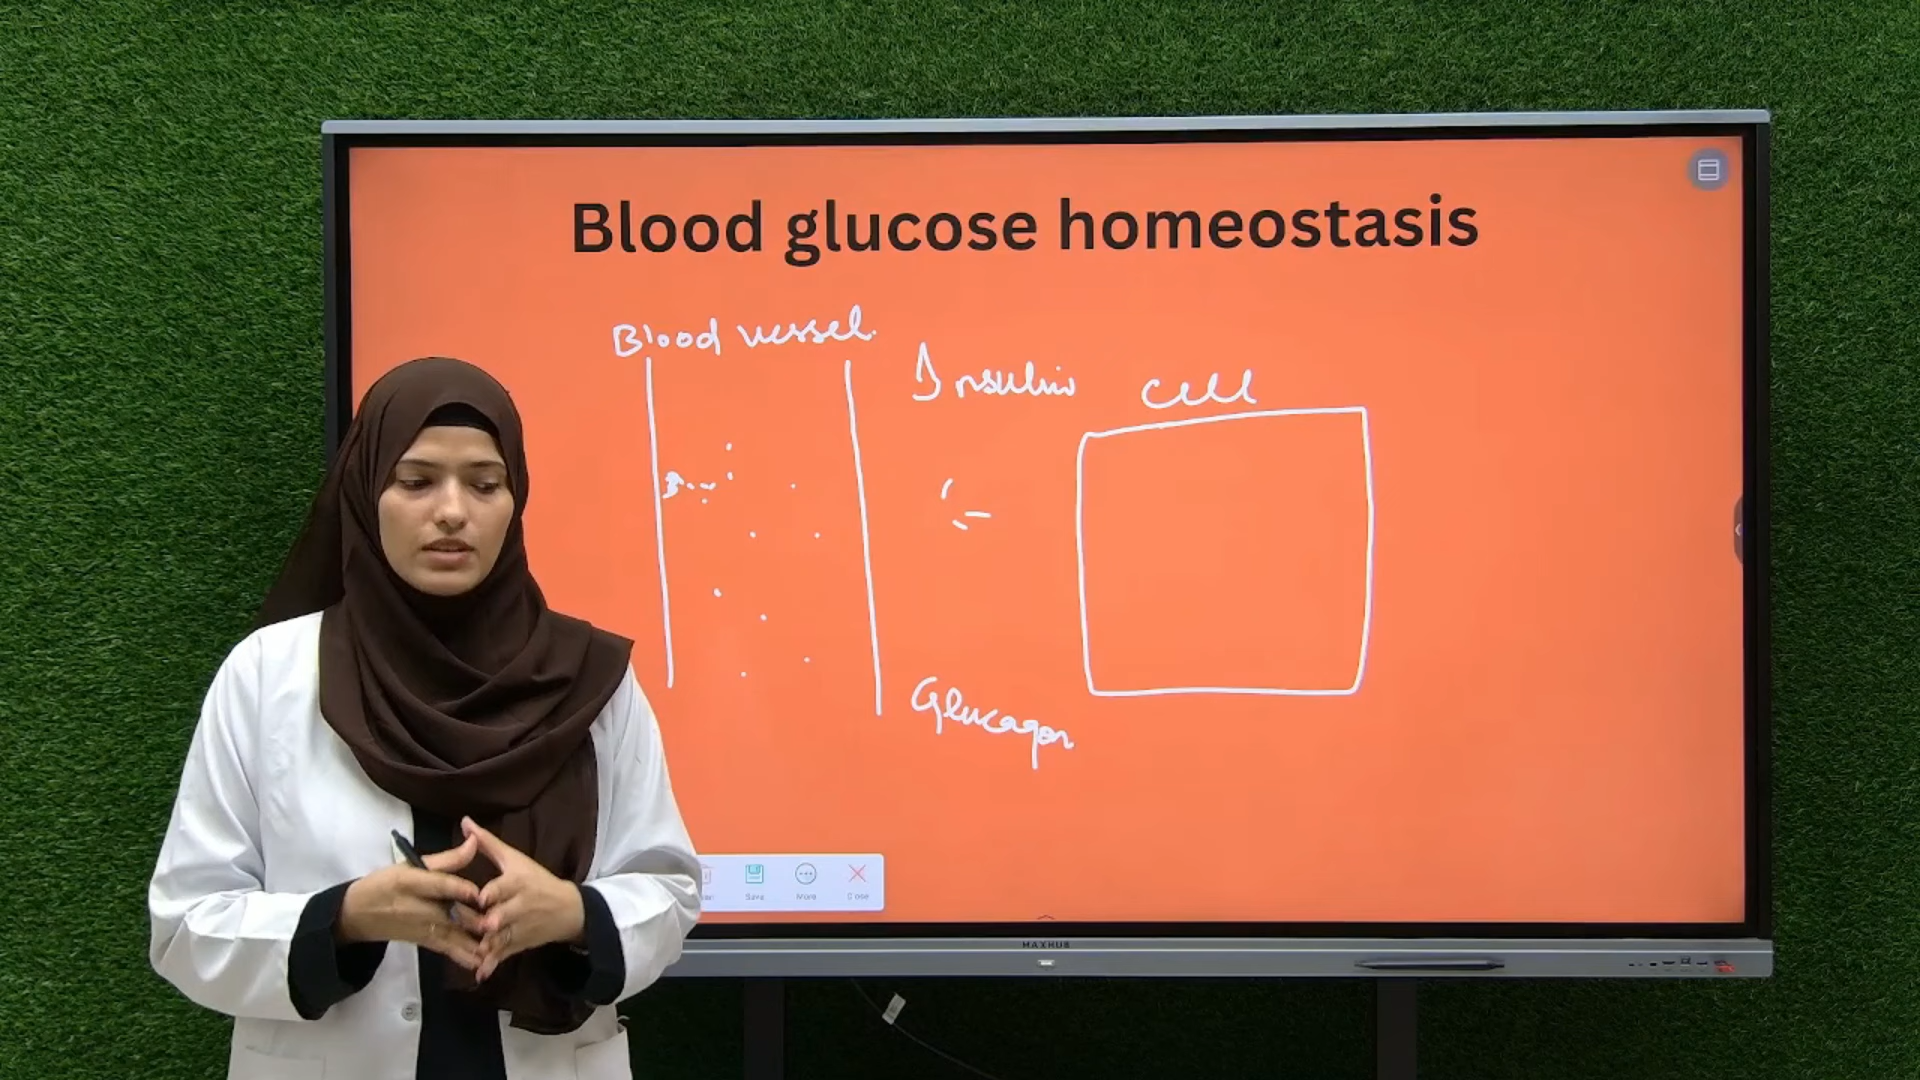 Blood glucose homeostasis
Blood vessel.
Insulin
cell
Glucagon
Save
More
Close
MAXHUB